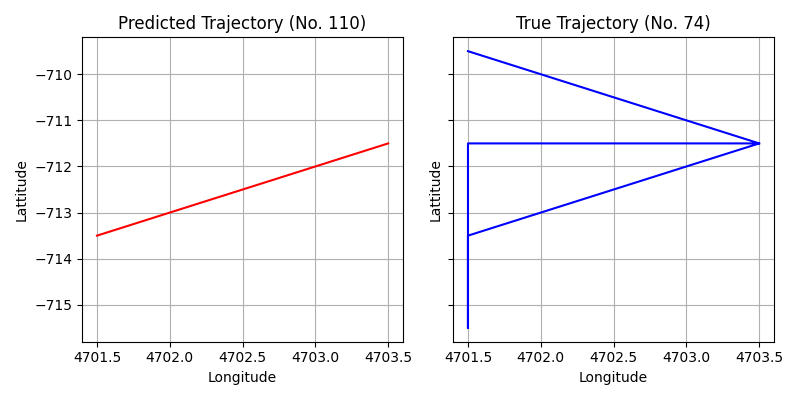 Predicted Trajectory (No. 110)
True Trajectory (No. 74)
Lattitude
−710
−711
−712
−713
−714
−715
4701.5 4702.0 4702.5 4703.0 4703.5
Longitude
Lattitude
4701.5 4702.0 4702.5 4703.0 4703.5
Longitude